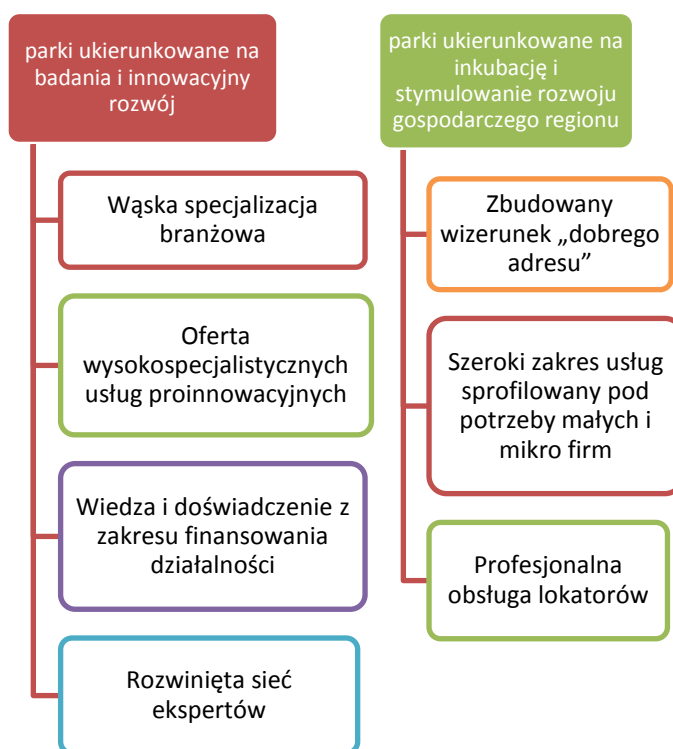 parki ukierunkowane na
badania i innowacyjny
rozwój
Wąska specjalizacja
branżowa
Oferta
wysokospecjalistycznych
usług proinnowacyjnych
Wiedza i doświadczenie z
zakresu finansowania
działalności
Rozwinięta sieć
ekspertów
parki ukierunkowane na
inkubację i
stymulowanie rozwoju
gospodarczego regionu
Zbudowany
wizerunek „dobrego
adresu”
Szeroki zakres usług
sprofilowany pod
potrzeby małych i
mikro firm
Profesjonalna
obsługa lokatorów